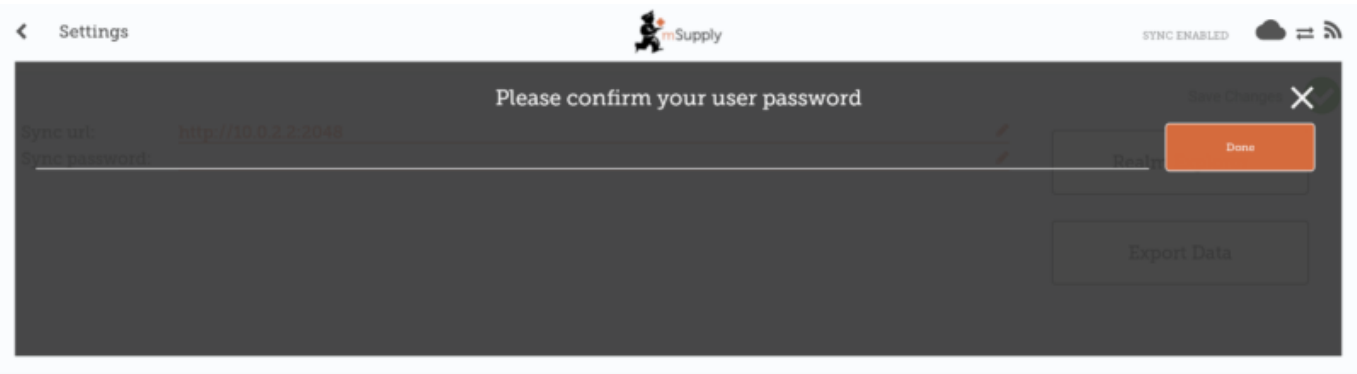 Settings
mSupply
SYNC ENABLED
Please confirm your user password
Save Changes
Sync url: http://10.0.2.2:2048
Sync password:
Done
Export Data